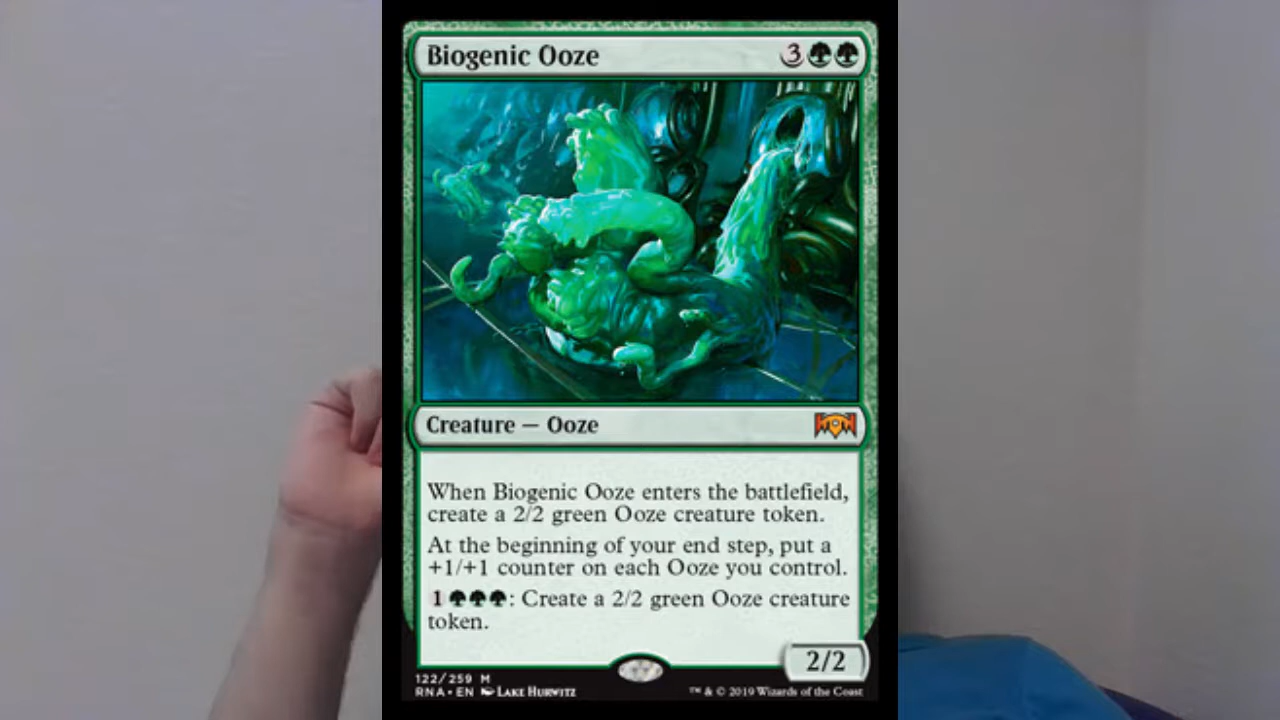 Biogenic Ooze 3
Creature — Ooze
When Biogenic Ooze enters the battlefield,
create a 2/2 green Ooze creature token.
At the beginning of your end step, put a
+1/+1 counter on each Ooze you control.
1: Create a 2/2 green Ooze creature
token.
2/2
122/259 M
RNA • EN Lake Hurwitz ™ & © 2019 Wizards of the Coast